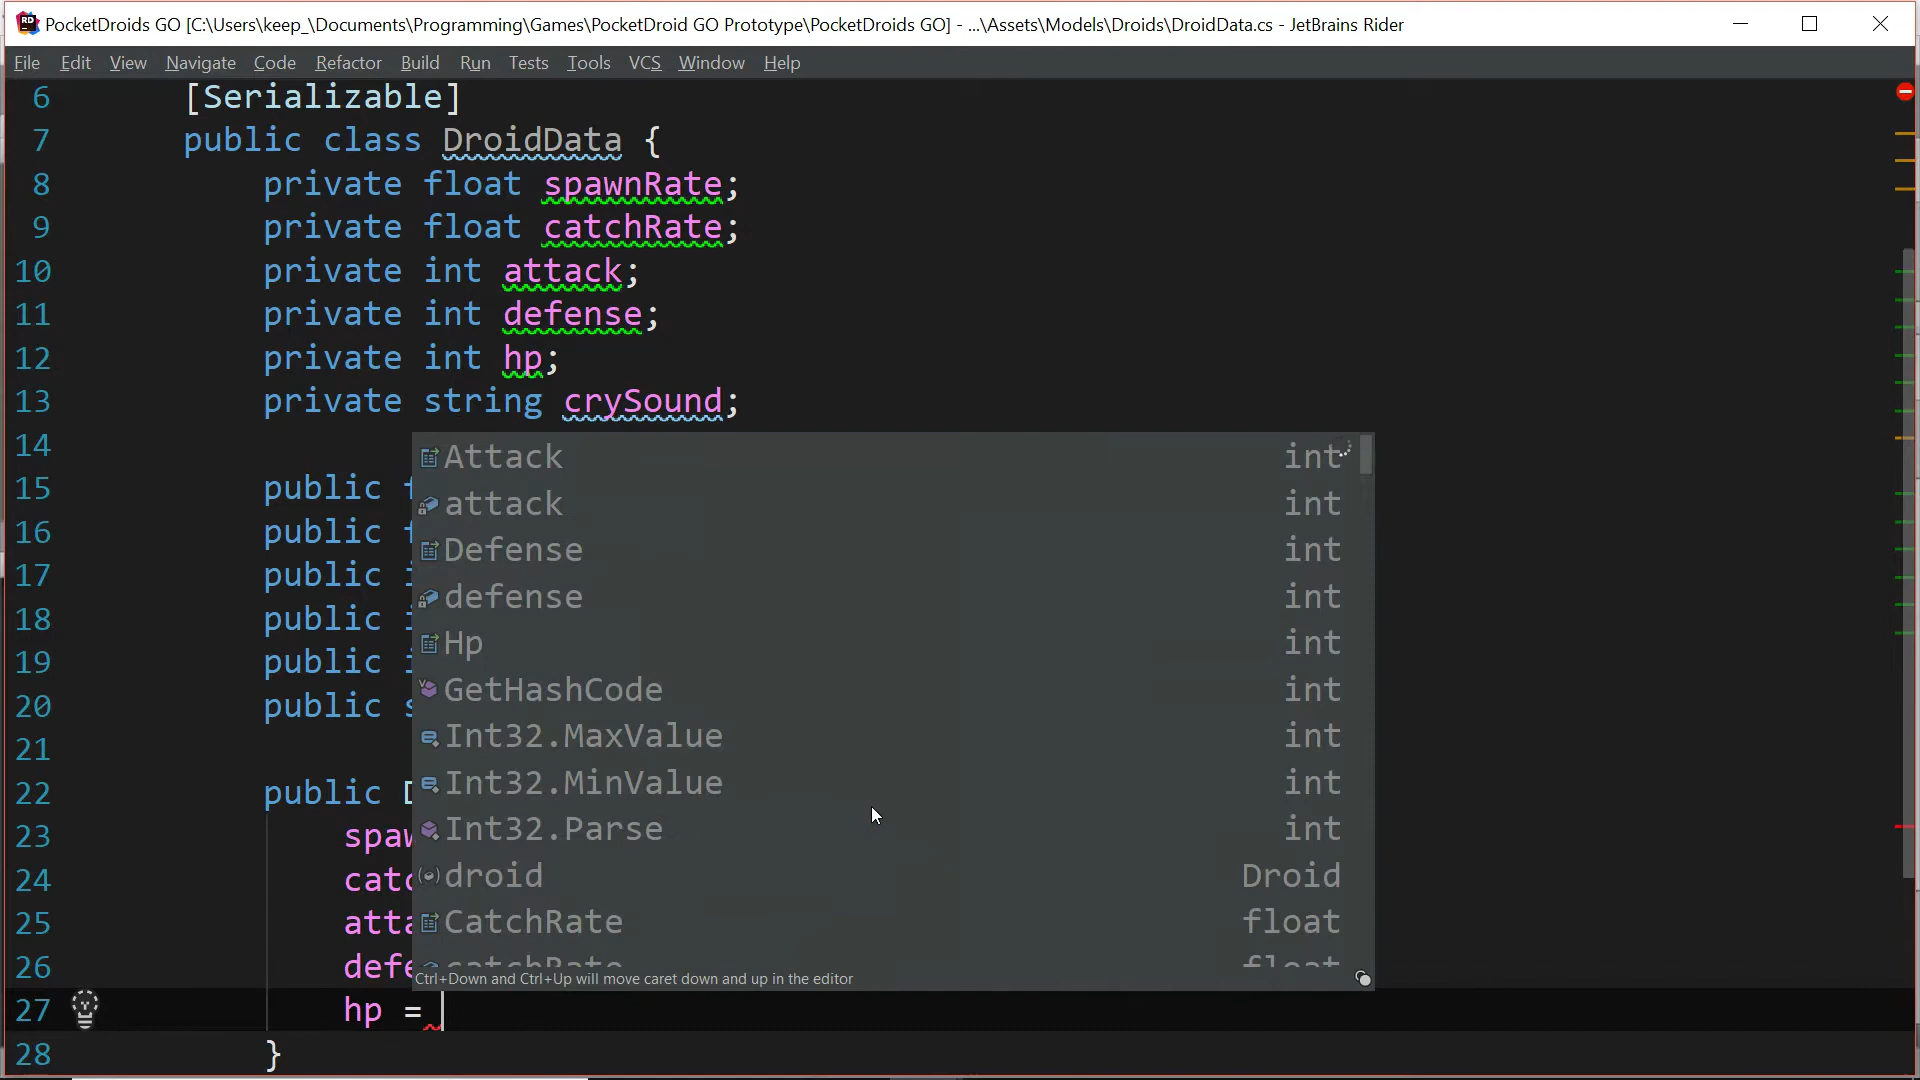 PocketDroids GO [C:\Users\keep_\Documents\Programming\Games\PocketDroid GO Prototype\PocketDroids GO] - ...\Assets\Models\Droids\DroidData.cs - JetBrains Rider
File Edit View Navigate Code Refactor Build Run Tests Tools VCS Window Help
6 [Serializable]
7 public class DroidData {
8 private float spawnRate;
9 private float catchRate;
10 private int attack;
11 private int defense;
12 private int hp;
13 private string crySound;
14
Attack int
15 public f
attack int
16 public f
Defense int
17 public i
defense int
18 public i
Hp int
19 public i
GetHashCode int
20 public s
Int32.MaxValue int
21
Int32.MinValue int
22 public D
Int32.Parse int
23 spaw
droid Droid
24 catc
CatchRate float
25 atta
catchRate float
26 defe
Ctrl+Down and Ctrl+Up will move caret down and up in the editor
27 hp =
28 }